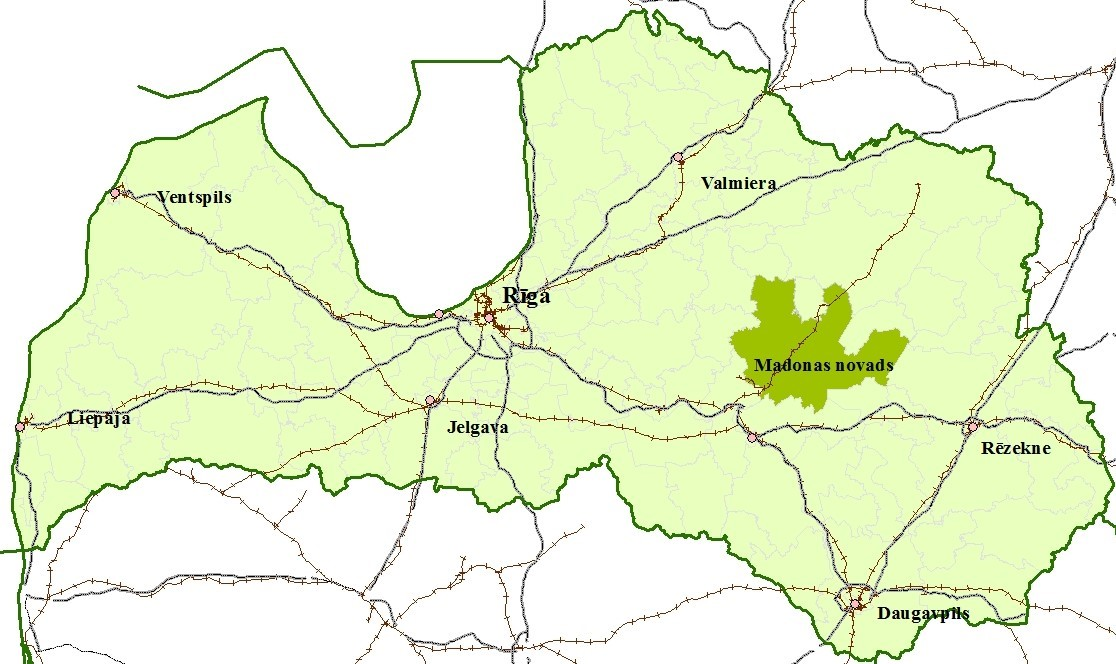 Valmiera
Ventspils
Rīga
Madonas novads
Liepāja
Jelgava
Rēzekne
Daugavpils